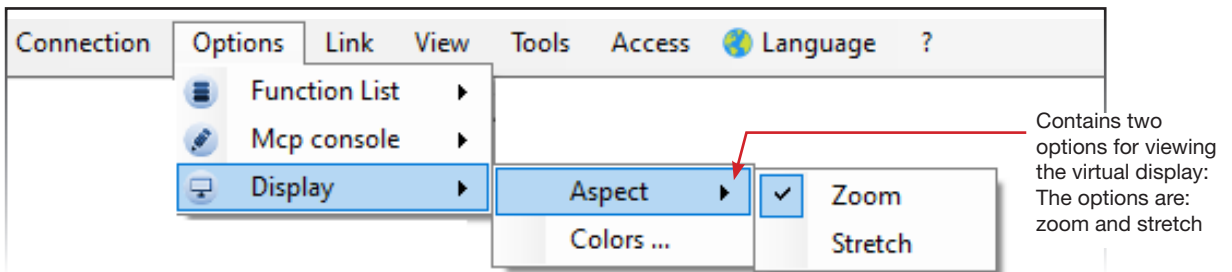 Connection Options Link View Tools Access Language ?
Function List
Mcp console
Display
Aspect
Colors ...
Zoom
Stretch
Contains two
options for viewing
the virtual display:
The options are:
zoom and stretch